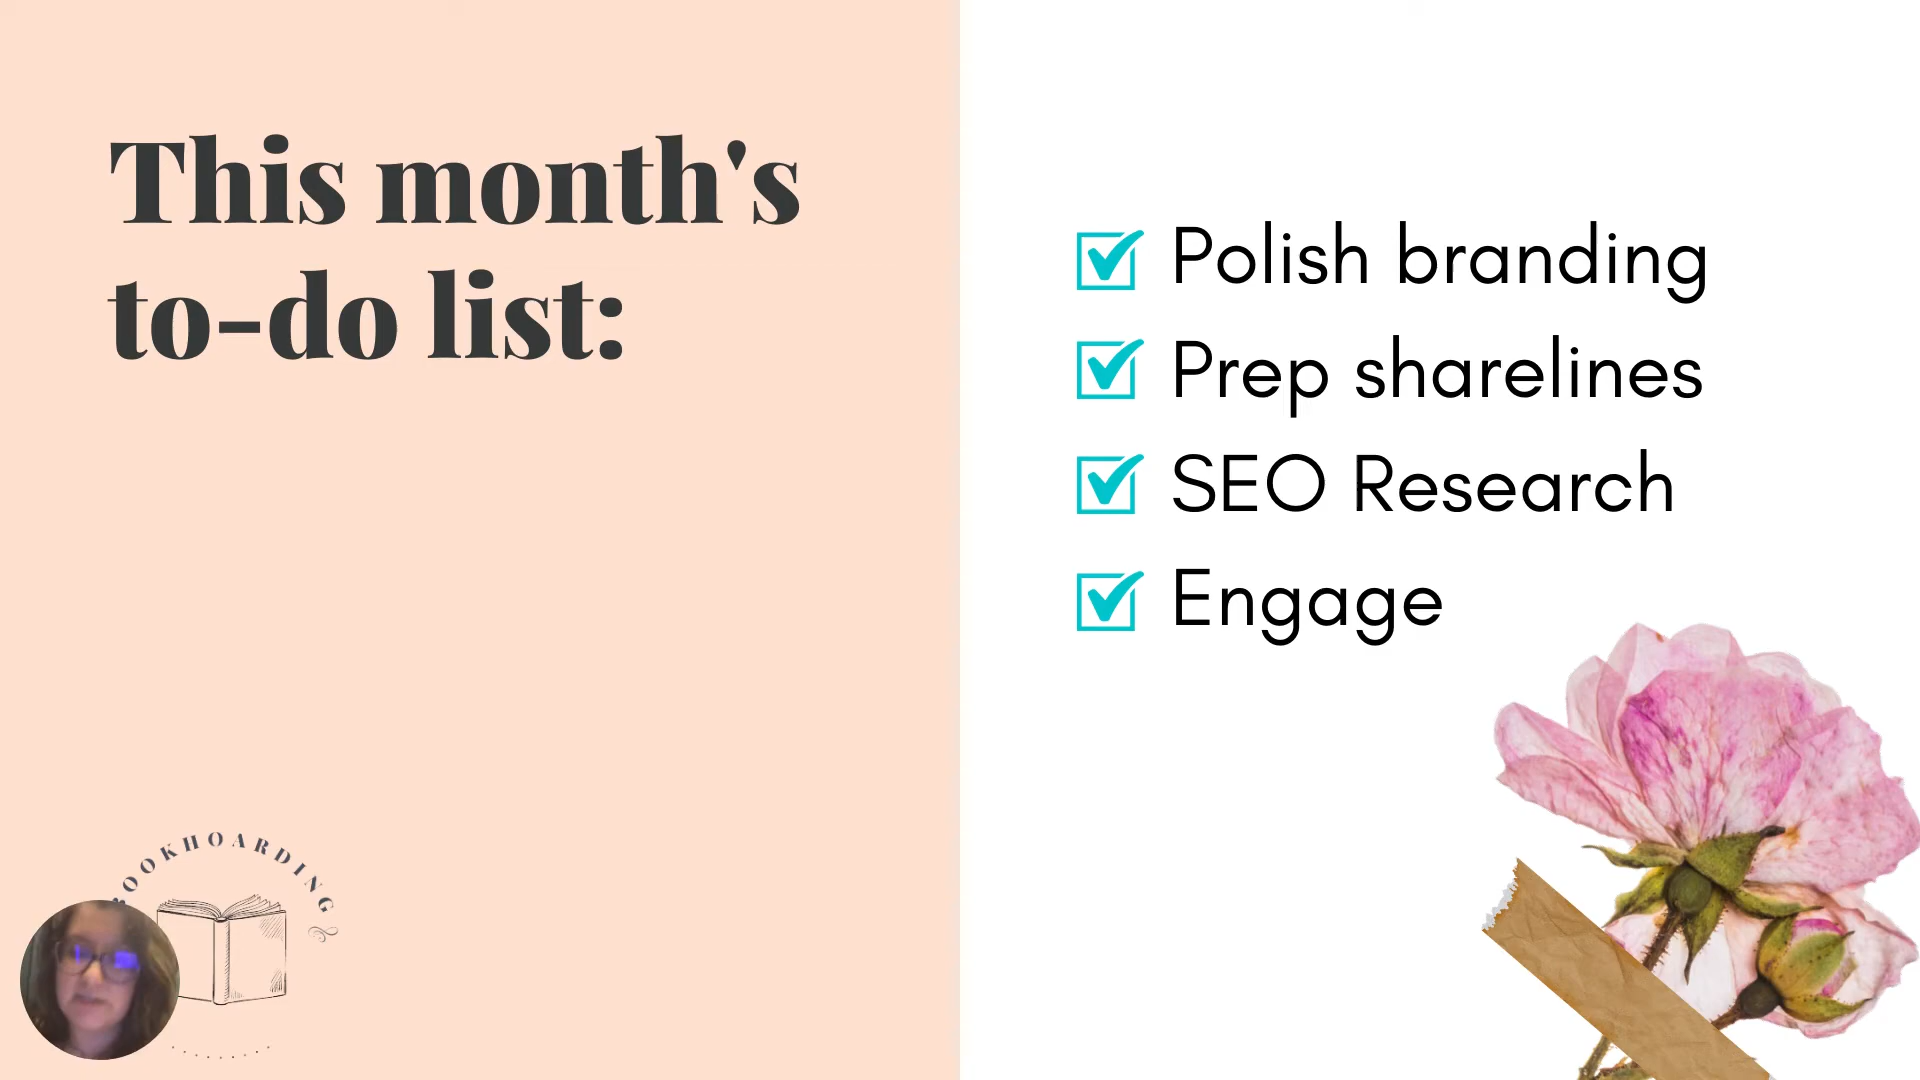 This month's
to-do list:
Polish branding
Prep sharelines
SEO Research
Engage
BOOKHOARDING